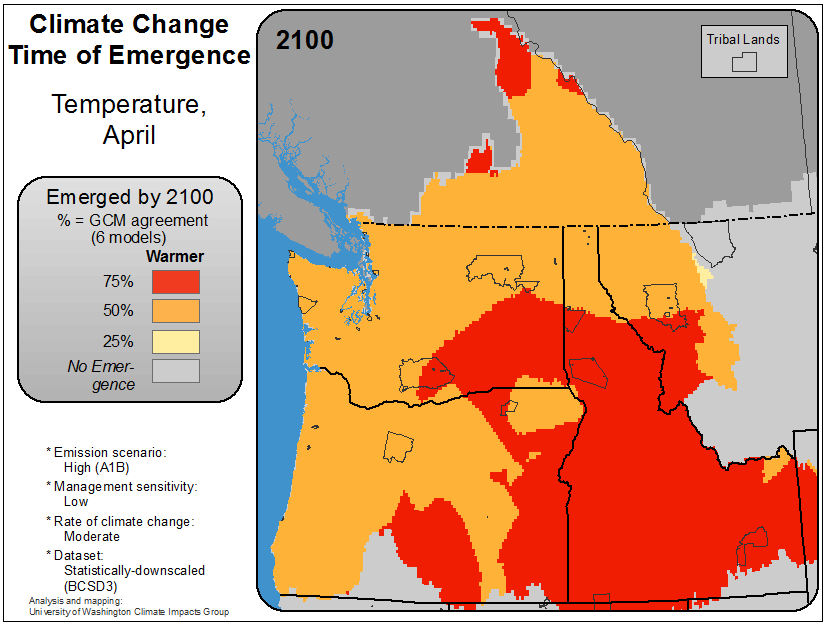 Climate Change
Time of Emergence
Temperature,
April
Emerged by 2100
% = GCM agreement
(6 models)
Warmer
75%
50%
25%
No Emer-
gence
* Emission scenario:
High (A1B)
* Management sensitivity:
Low
* Rate of climate change:
Moderate
* Dataset:
Statistically-downscaled
(BCSD3)
Analysis and mapping:
University of Washington Climate Impacts Group
2100
Tribal Lands